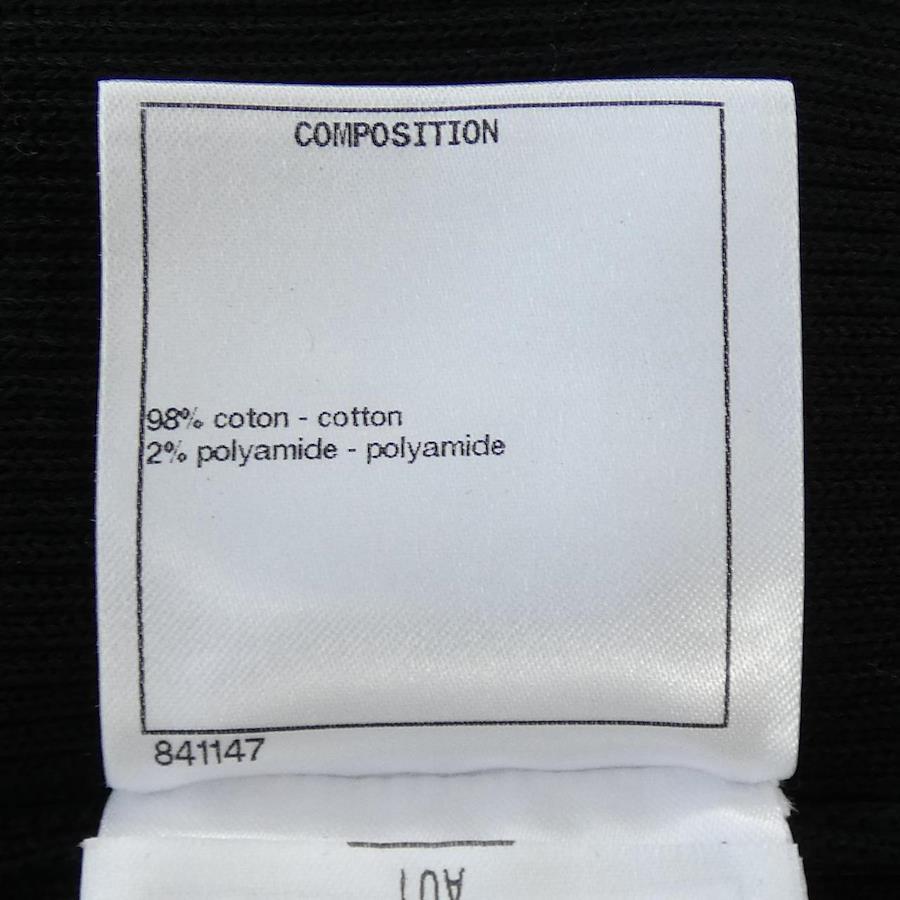 COMPOSITION
98% coton - cotton
2% polyamide - polyamide
841147